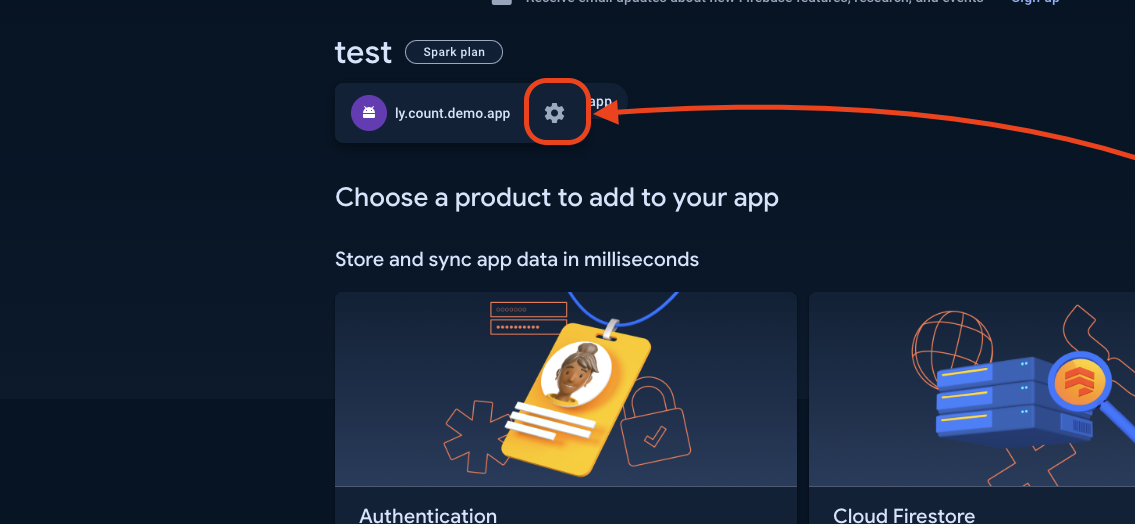 Receive email updates about new Firebase features, research, and events Sign up
test
Spark plan
ly.count.demo.app
app
Choose a product to add to your app
Store and sync app data in milliseconds
Authentication
Cloud Firestore